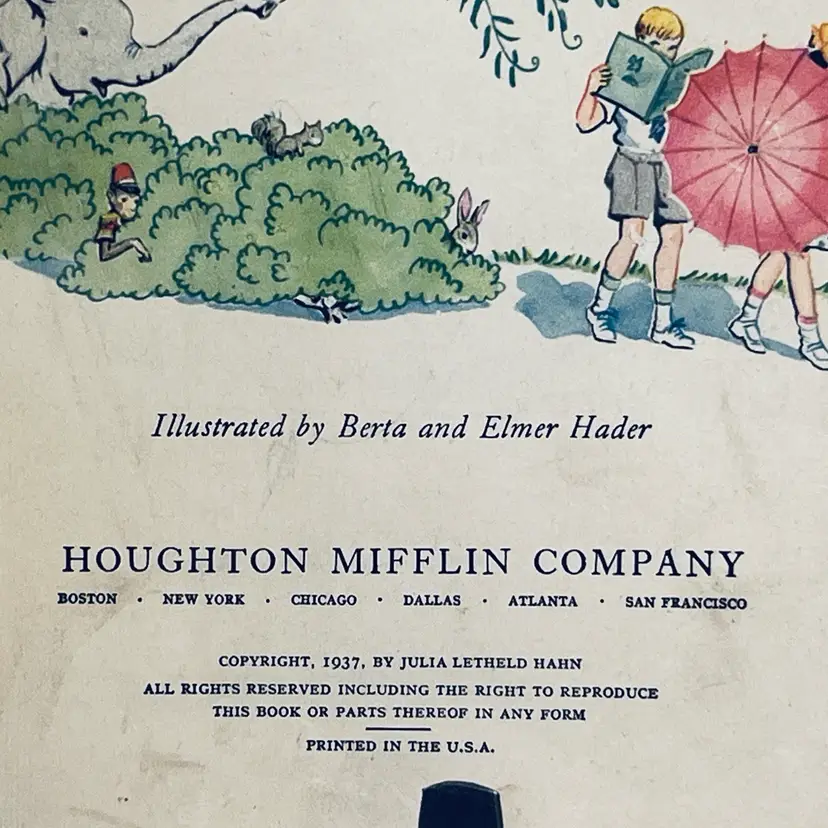 Illustrated by Berta and Elmer Hader
HOUGHTON MIFFLIN COMPANY
BOSTON · NEW YORK · CHICAGO · DALLAS · ATLANTA · SAN FRANCISCO
COPYRIGHT, 1937, BY JULIA LETHELD HAHN
ALL RIGHTS RESERVED INCLUDING THE RIGHT TO REPRODUCE
THIS BOOK OR PARTS THEREOF IN ANY FORM
PRINTED IN THE U.S.A.